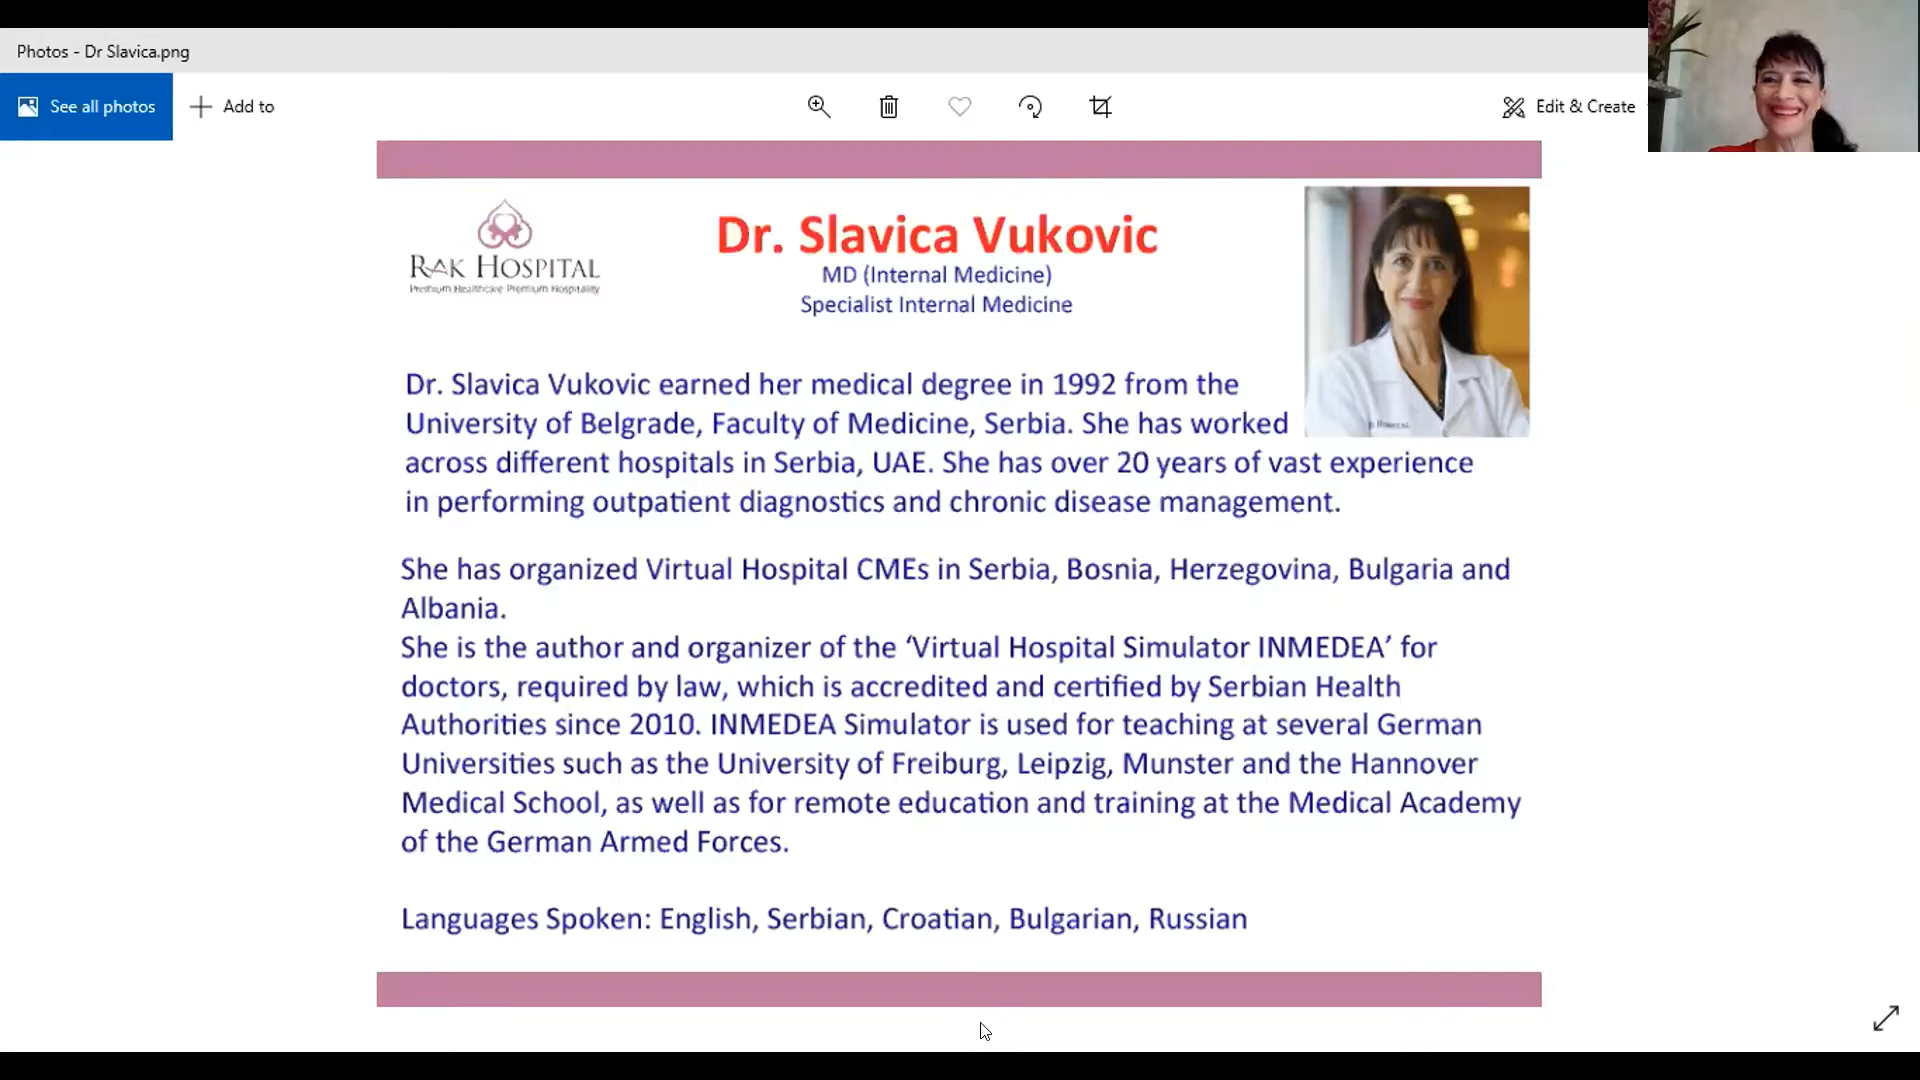 Photos - Dr Slavica.png
See all photos
Add to
Edit & Create
RAK HOSPITAL
Premium Healthcare Premium Hospitality
Dr. Slavica Vukovic
MD (Internal Medicine)
Specialist Internal Medicine
Dr. Slavica Vukovic earned her medical degree in 1992 from the
University of Belgrade, Faculty of Medicine, Serbia. She has worked
across different hospitals in Serbia, UAE. She has over 20 years of vast experience
in performing outpatient diagnostics and chronic disease management.
She has organized Virtual Hospital CMEs in Serbia, Bosnia, Herzegovina, Bulgaria and
Albania.
She is the author and organizer of the ‘Virtual Hospital Simulator INMEDEA’ for
doctors, required by law, which is accredited and certified by Serbian Health
Authorities since 2010. INMEDEA Simulator is used for teaching at several German
Universities such as the University of Freiburg, Leipzig, Munster and the Hannover
Medical School, as well as for remote education and training at the Medical Academy
of the German Armed Forces.
Languages Spoken: English, Serbian, Croatian, Bulgarian, Russian